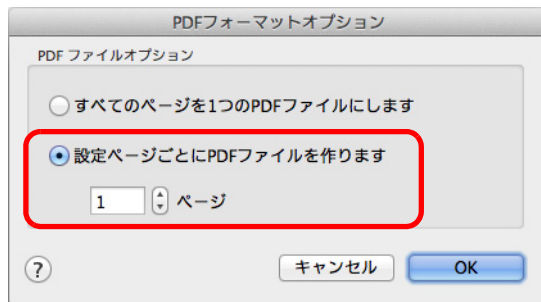 PDFフォーマットオプション
PDF ファイルオプション
すべてのページを1つのPDFファイルにします
設定ページごとにPDFファイルを作ります
1 ページ
? キャンセル OK